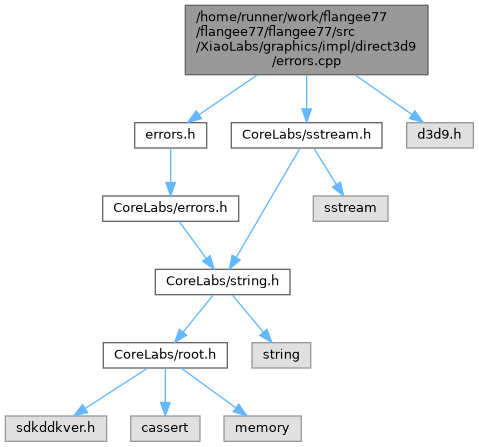 /home/runner/work/flangee77
/flangee77/flangee77/src
/XiaoLabs/graphics/impl/direct3d9
/errors.cpp
errors.h
CoreLabs/sstream.h
d3d9.h
CoreLabs/errors.h
sstream
CoreLabs/string.h
CoreLabs/root.h
string
sdkddkver.h
cassert
memory